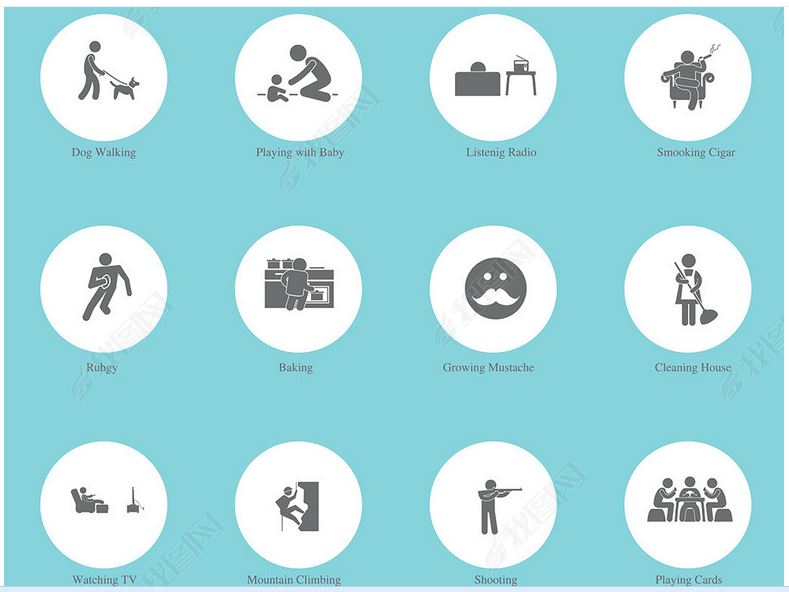 Dog Walking
Playing with Baby
Listenig Radio
Smooking Cigar
Rubgy
Baking
Growing Mustache
Cleaning House
Watching TV
Mountain Climbing
Shooting
Playing Cards